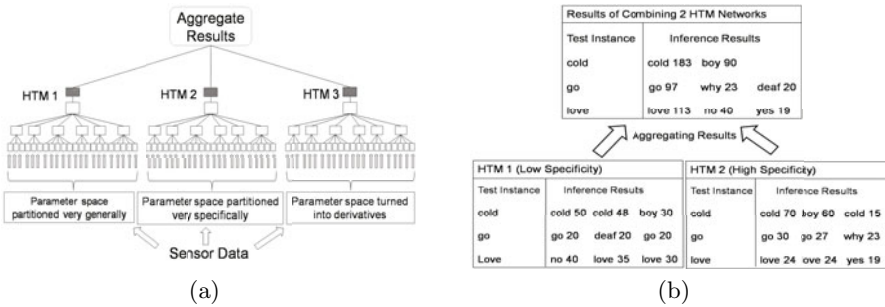 Aggregate
Results
HTM 1
HTM 2
HTM 3
Parameter space
partitioned very generally
Parameter space partitioned
very specifically
Parameter space turned
into derivatives
Sensor Data
(a)
Results of Combining 2 HTM Networks
Test Instance Inference Results
cold cold 183 boy 90
go go 97 why 23 deaf 20
love love 113 no 40 yes 19
Aggregating Results
HTM 1 (Low Specificity)
Test Instance Inference Resuts
cold cold 50 cold 48 boy 30
go go 20 deaf 20 go 20
Love no 40 love 35 love 30
HTM 2 (High Specificity)
Test Instance Inference Results
cold cold 70 boy 60 cold 15
go go 30 go 27 why 23
love love 24 ove 24 yes 19
(b)